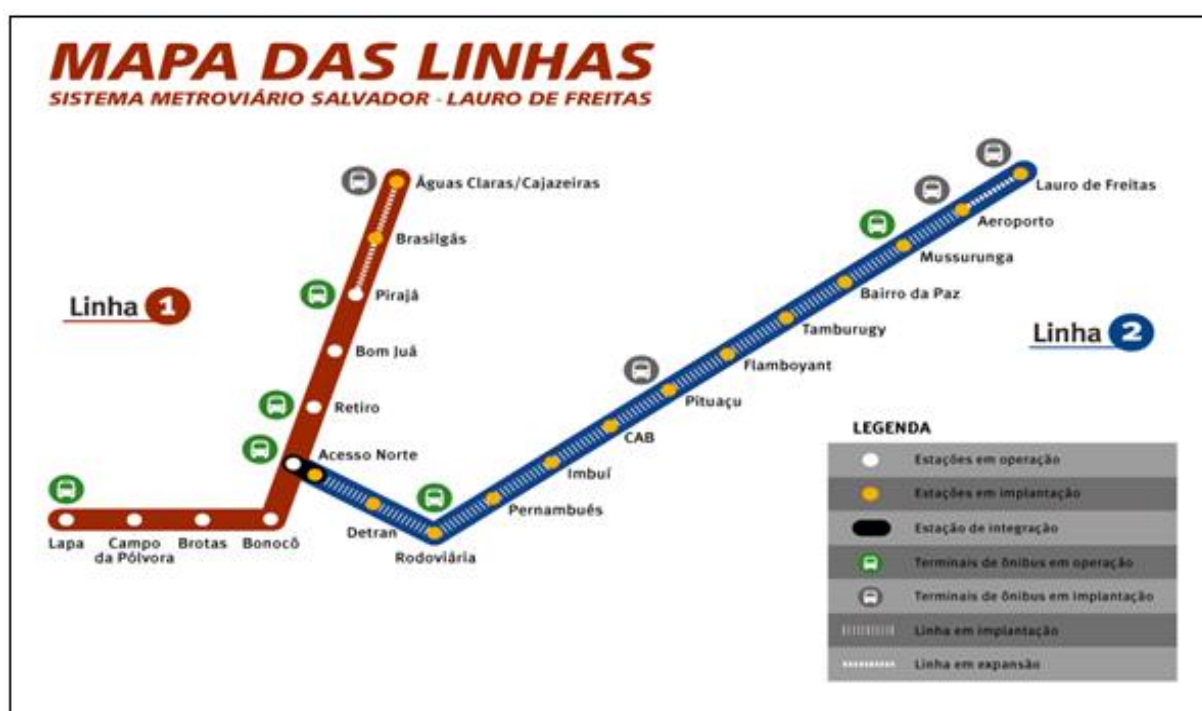 MAPA DAS LINHAS
SISTEMA METROVIÁRIO SALVADOR - LAURO DE FREITAS
Linha 1
Águas Claras/Cajazeiras
Brasilgás
Pirajá
Bom Juá
Retiro
Acesso Norte
Lapa
Campo
da Pólvora
Brotas
Bonocô
Detran
Rodoviária
Pernambués
Imbuí
CAB
Pituaçu
Flamboyant
Tamburugy
Bairro da Paz
Mussurunga
Aeroporto
Lauro de Freitas
Linha 2
LEGENDA
Estações em operação
Estações em implantação
Estação de integração
Terminais de ônibus em operação
Terminais de ônibus em implantação
Linha em implantação
Linha em expansão